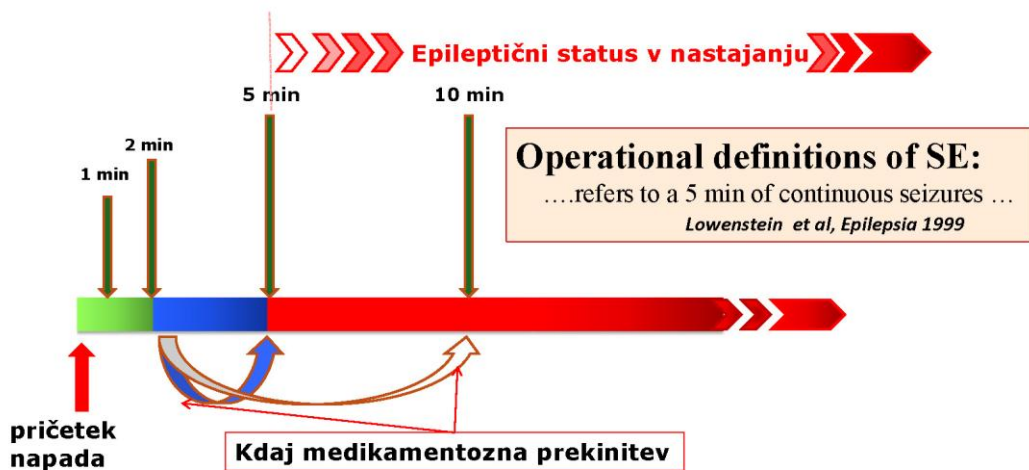 Epileptični status v nastajanju
5 min
10 min
2 min
1 min
Operational definitions of SE:
....refers to a 5 min of continuous seizures ...
Lowenstein et al, Epilepsia 1999
pričetek
napada
Kdaj medikamentozna prekinitev